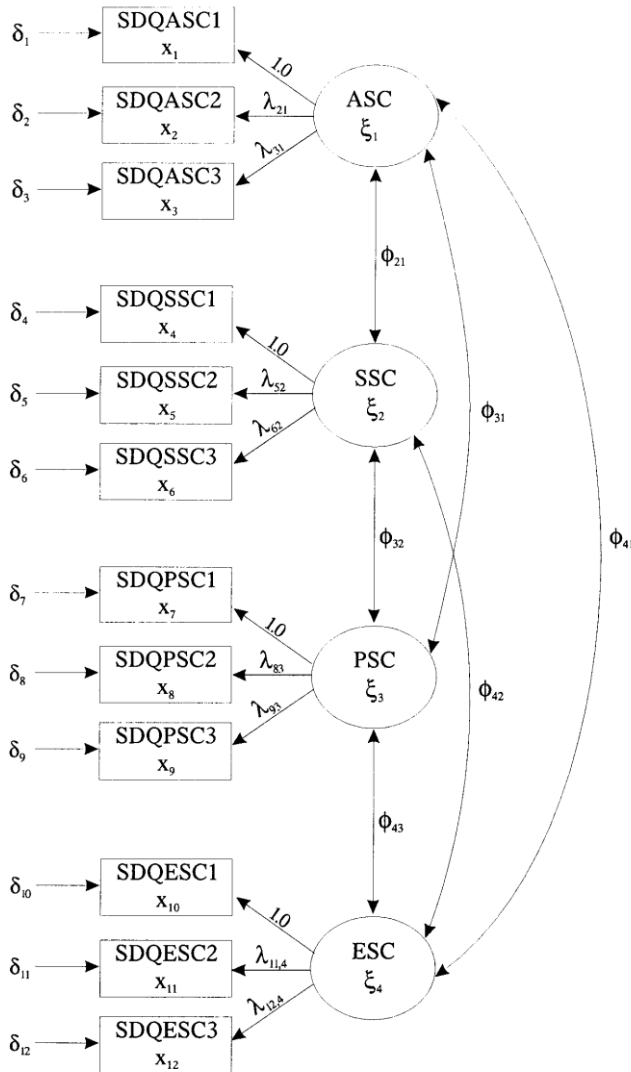 δ₁
SDQASC1
x₁
1.0
δ₂
SDQASC2
x₂
λ₂₁
ASC
ξ₁
δ₃
SDQASC3
x₃
λ₃₁
ϕ₂₁
δ₄
SDQSSC1
x₄
1.0
δ₅
SDQSSC2
x₅
λ₅₂
SSC
ξ₂
δ₆
SDQSSC3
x₆
λ₆₂
ϕ₃₁
ϕ₃₂
ϕ₄₁
δ₇
SDQPSC1
x₇
1.0
δ₈
SDQPSC2
x₈
λ₈₃
PSC
ξ₃
ϕ₄₂
δ₉
SDQPSC3
x₉
λ₉₃
ϕ₄₃
δ₁₀
SDQESC1
x₁₀
1.0
δ₁₁
SDQESC2
x₁₁
λ₁₁,₄
ESC
ξ₄
δ₁₂
SDQESC3
x₁₂
λ₁₂,₄